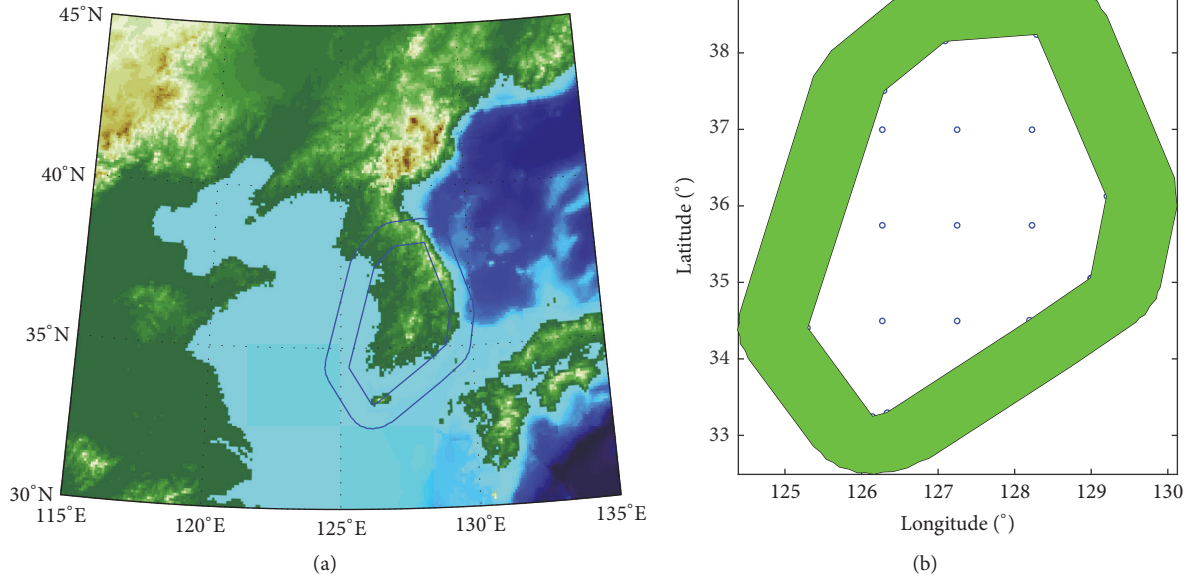 45˚N
40˚N
35˚N
30˚N
115˚E
120˚E
125˚E
130˚E
135˚E
(a)
38
37
36
35
34
33
Latitude (˚)
125
126
127
128
129
130
Longitude (˚)
(b)